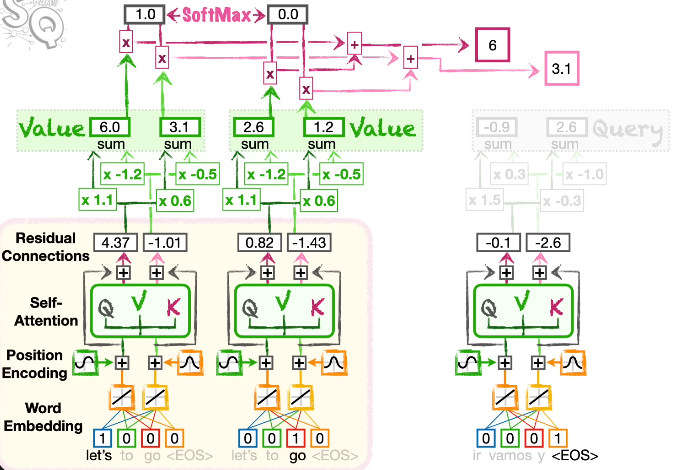 SQ
1.0 SoftMax 0.0
x x + + 6
x x 3.1
Value 6.0 3.1 2.6 1.2 Value -0.9 2.6 Query
sum sum sum sum sum sum
x -1.2 x -0.5 x -1.2 x -0.5 x 0.3 x -1.0
x 1.1 x 0.6 x 1.1 x 0.6 x 1.5 x -0.3
Residual
Connections
4.37 -1.01 0.82 -1.43 -0.1 -2.6
+ + + + + +
Self-
Attention
Q V K Q V K Q V K
Position
Encoding
+ + + + + +
Word
Embedding
1 0 0 0 0 0 1 0 0 0 0 1
let's to go <EOS> let's to go <EOS> ir vamos y <EOS>